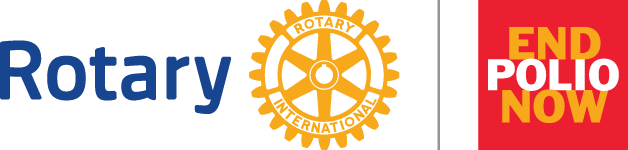 Rotary
ROTARY
INTERNATIONAL
END
POLIO
NOW